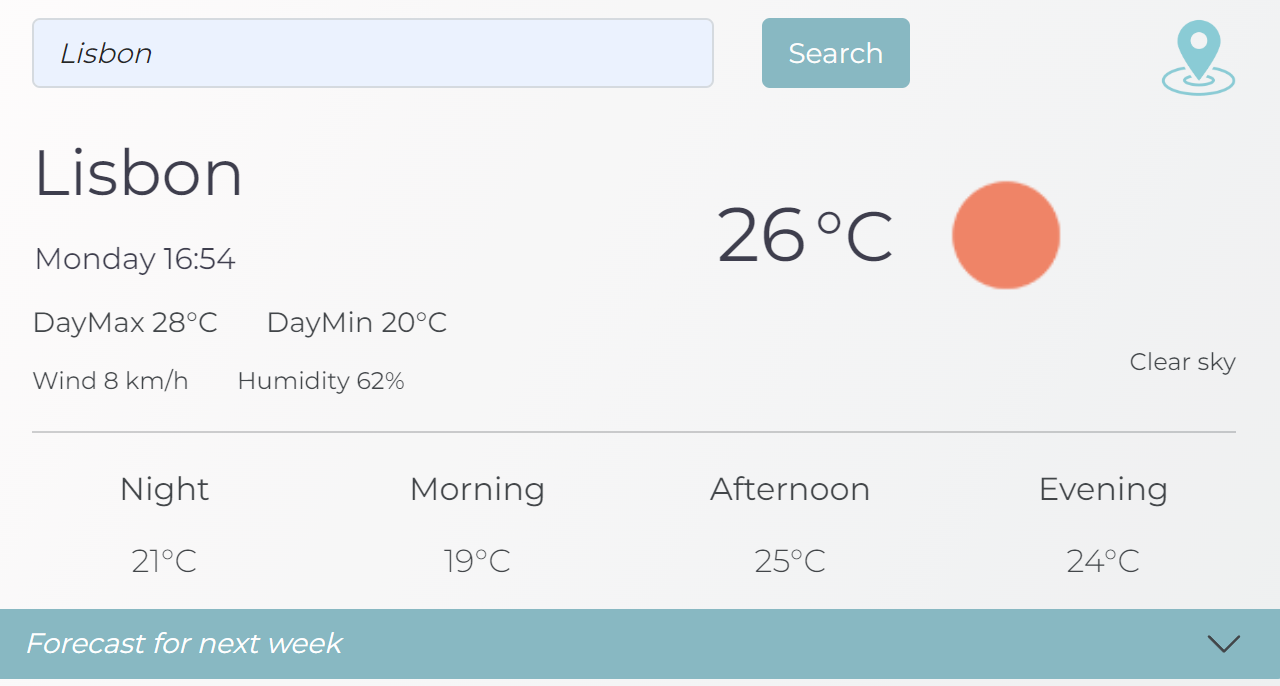 Lisbon
Search
Lisbon
Monday 16:54
26°C
DayMax 28°C DayMin 20°C
Wind 8 km/h Humidity 62%
Clear sky
Night Morning Afternoon Evening
21°C 19°C 25°C 24°C
Forecast for next week